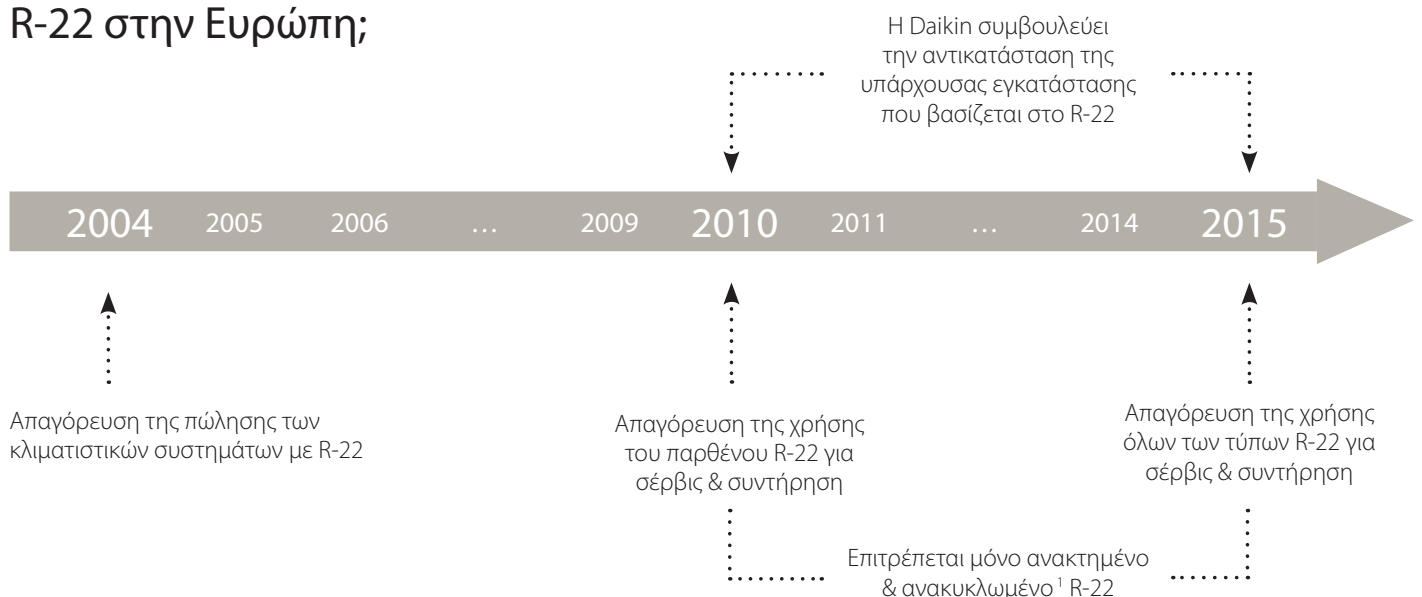 R-22 στην Ευρώπη;
Η Daikin συμβουλεύει
την αντικατάσταση της
υπάρχουσας εγκατάστασης
που βασίζεται στο R-22
2004 2005 2006 … 2009 2010 2011 … 2014 2015
Απαγόρευση της πώλησης των
κλιματιστικών συστημάτων με R-22
Απαγόρευση της χρήσης
του παρθένου R-22 για
σέρβις & συντήρηση
Απαγόρευση της χρήσης
όλων των τύπων R-22 για
σέρβις & συντήρηση
Επιτρέπεται μόνο ανακτημένο
& ανακυκλωμένο¹ R-22